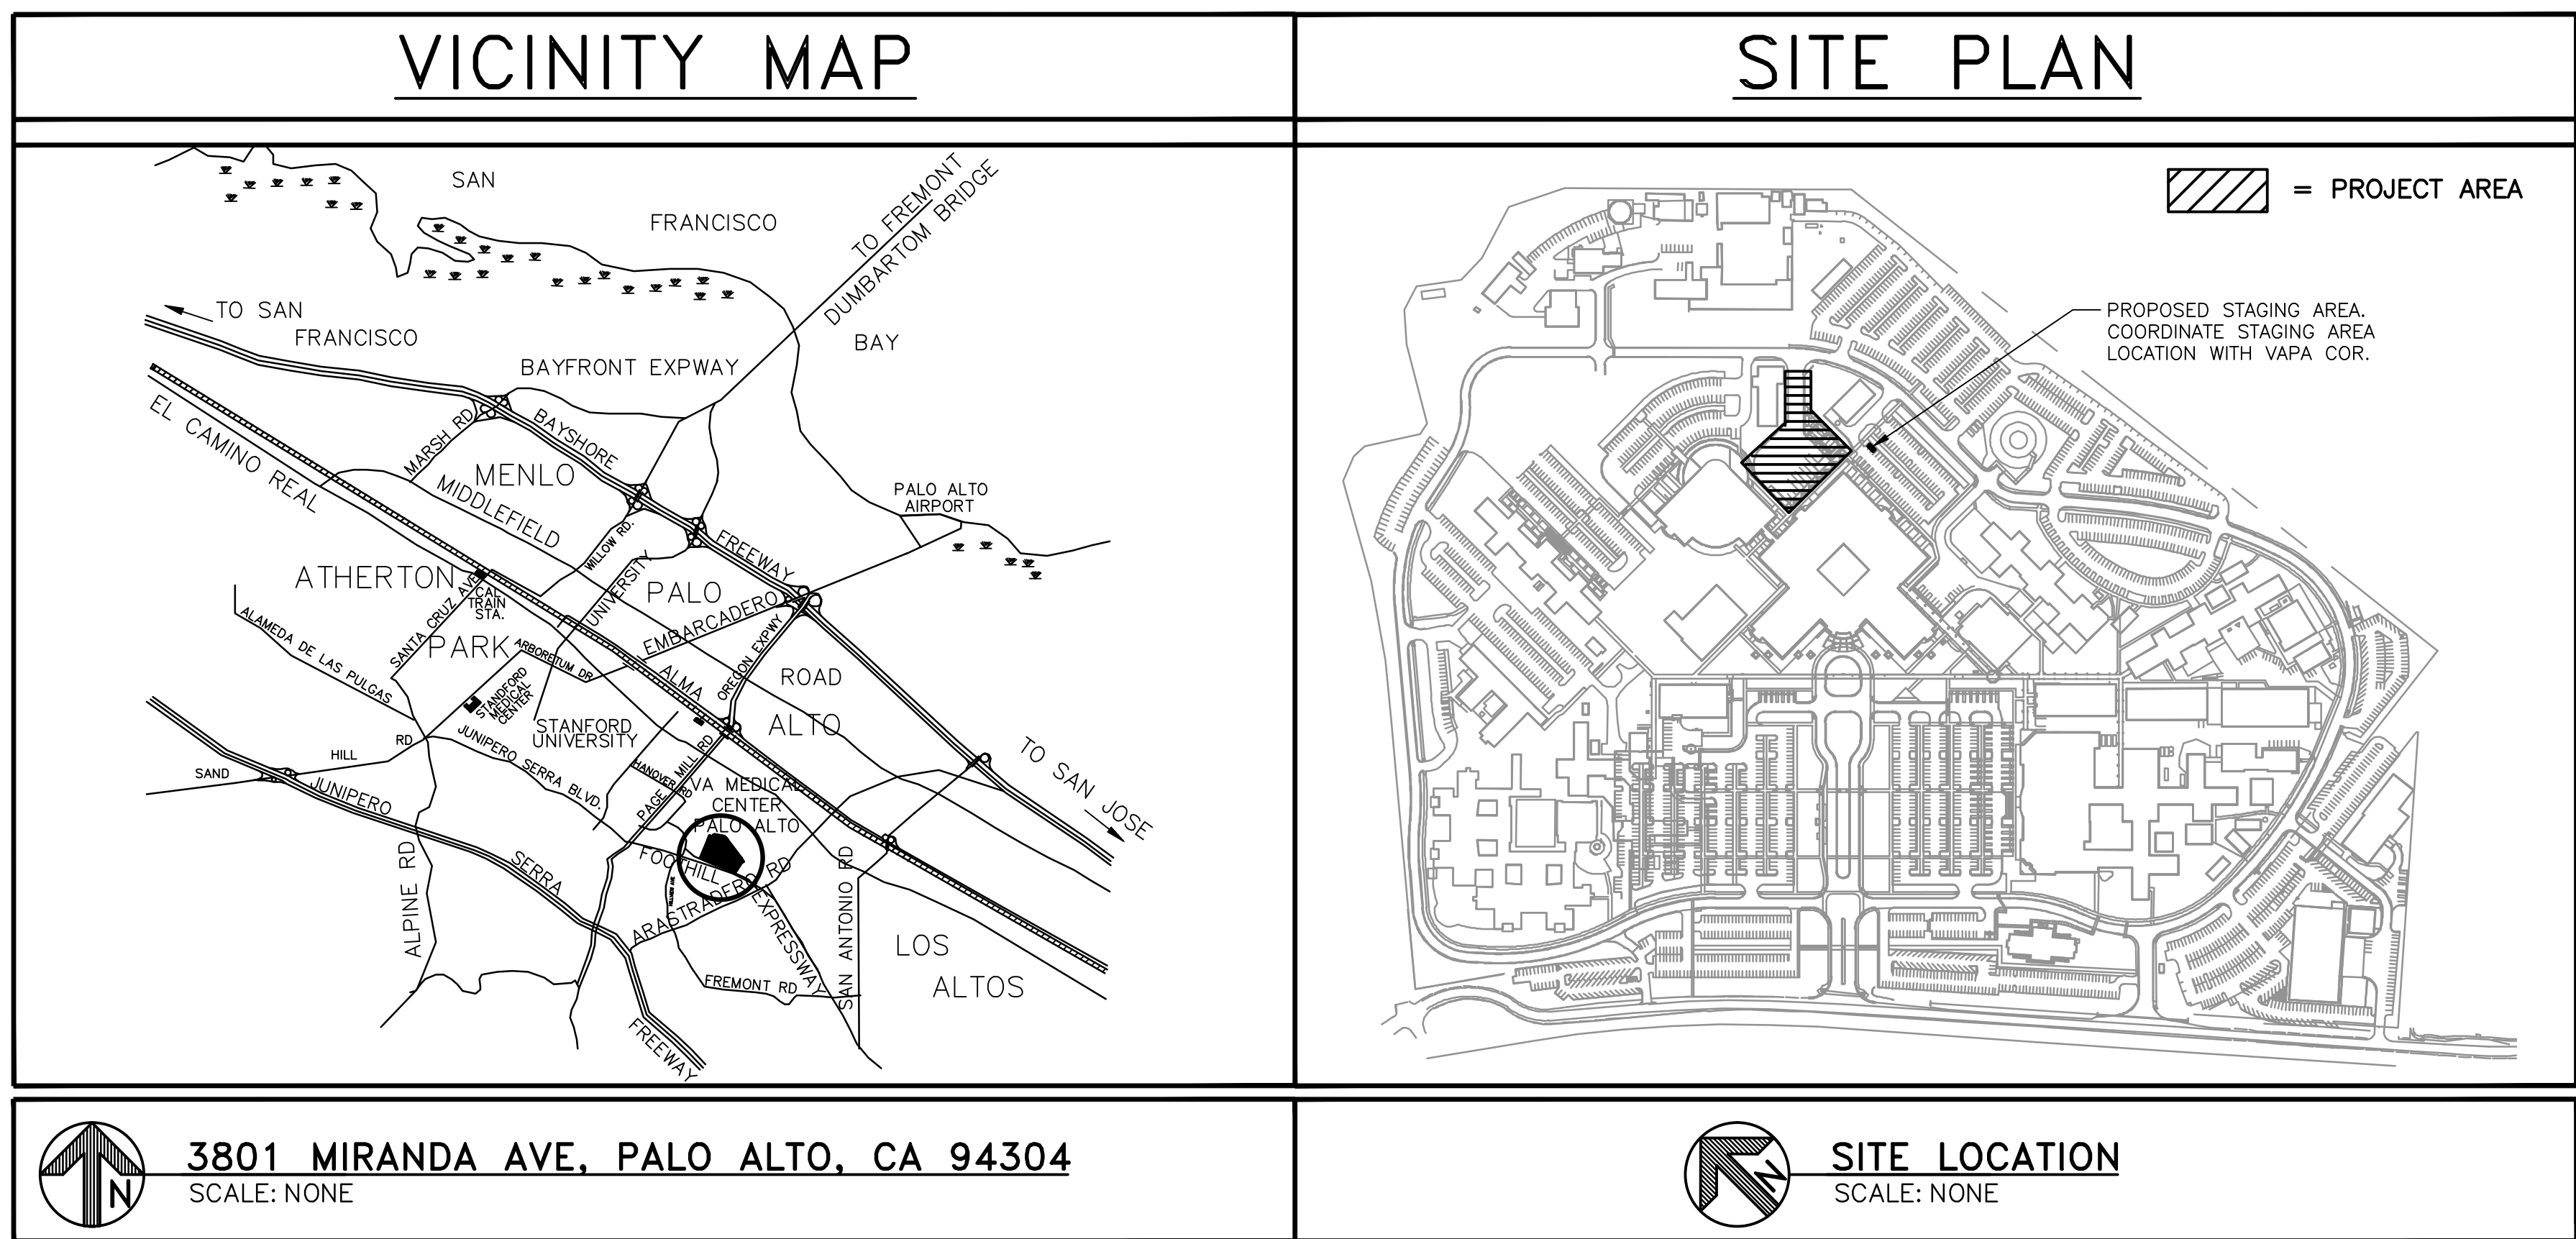 VICINITY MAP
SITE PLAN
SAN
FRANCISCO
BAY
TO FREMONT
DUMBARTOM BRIDGE
TO SAN
FRANCISCO
BAYFRONT EXPWAY
EL CAMINO REAL
MARSH RD
BAYSHORE
FREEWAY
MENLO
MIDDLEFIELD
WILLOW RD.
UNIVERSITY
PALO ALTO
AIRPORT
ATHERTON
CAL
TRAIN
STA.
SANTA CRUZ AVE
PARK
PALO
EMBARCADERO
ROAD
OREGON EXPWY
ALAMEDA DE LAS PULGAS
ARBORETUM DR
ALMA
ALTO
STANDFORD
MEDICAL
CENTER
STANFORD
UNIVERSITY
JUNIPERO SERRA BLVD.
SAND
HILL
RD
HANOVER RD
PAGE MILL RD
VA MEDICAL
CENTER
PALO ALTO
TO SAN JOSE
JUNIPERO
SERRA
FREEWAY
ALPINE RD
FOOTHILL
EXPRESSWAY
ARASTRADERO RD
SAN ANTONIO RD
FREMONT RD
LOS
ALTOS
= PROJECT AREA
PROPOSED STAGING AREA.
COORDINATE STAGING AREA
LOCATION WITH VAPA COR.
N
3801 MIRANDA AVE, PALO ALTO, CA 94304
SCALE: NONE
N
SITE LOCATION
SCALE: NONE